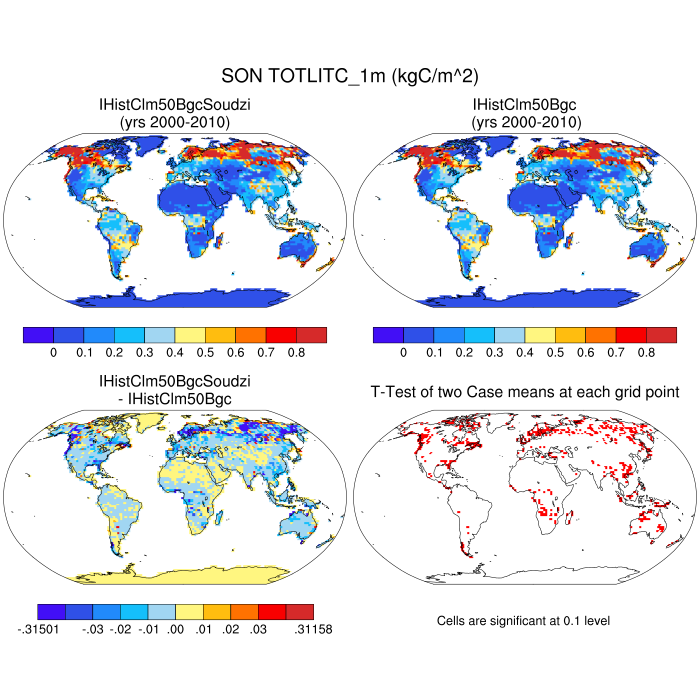 SON TOTLITC_1m (kgC/m^2)
IHistClm50BgcSoudzi
(yrs 2000-2010)
IHistClm50Bgc
(yrs 2000-2010)
0 0.1 0.2 0.3 0.4 0.5 0.6 0.7 0.8
0 0.1 0.2 0.3 0.4 0.5 0.6 0.7 0.8
IHistClm50BgcSoudzi
- IHistClm50Bgc
T-Test of two Case means at each grid point
-.31501 -.03 -.02 -.01 .00 .01 .02 .03 .31158
Cells are significant at 0.1 level